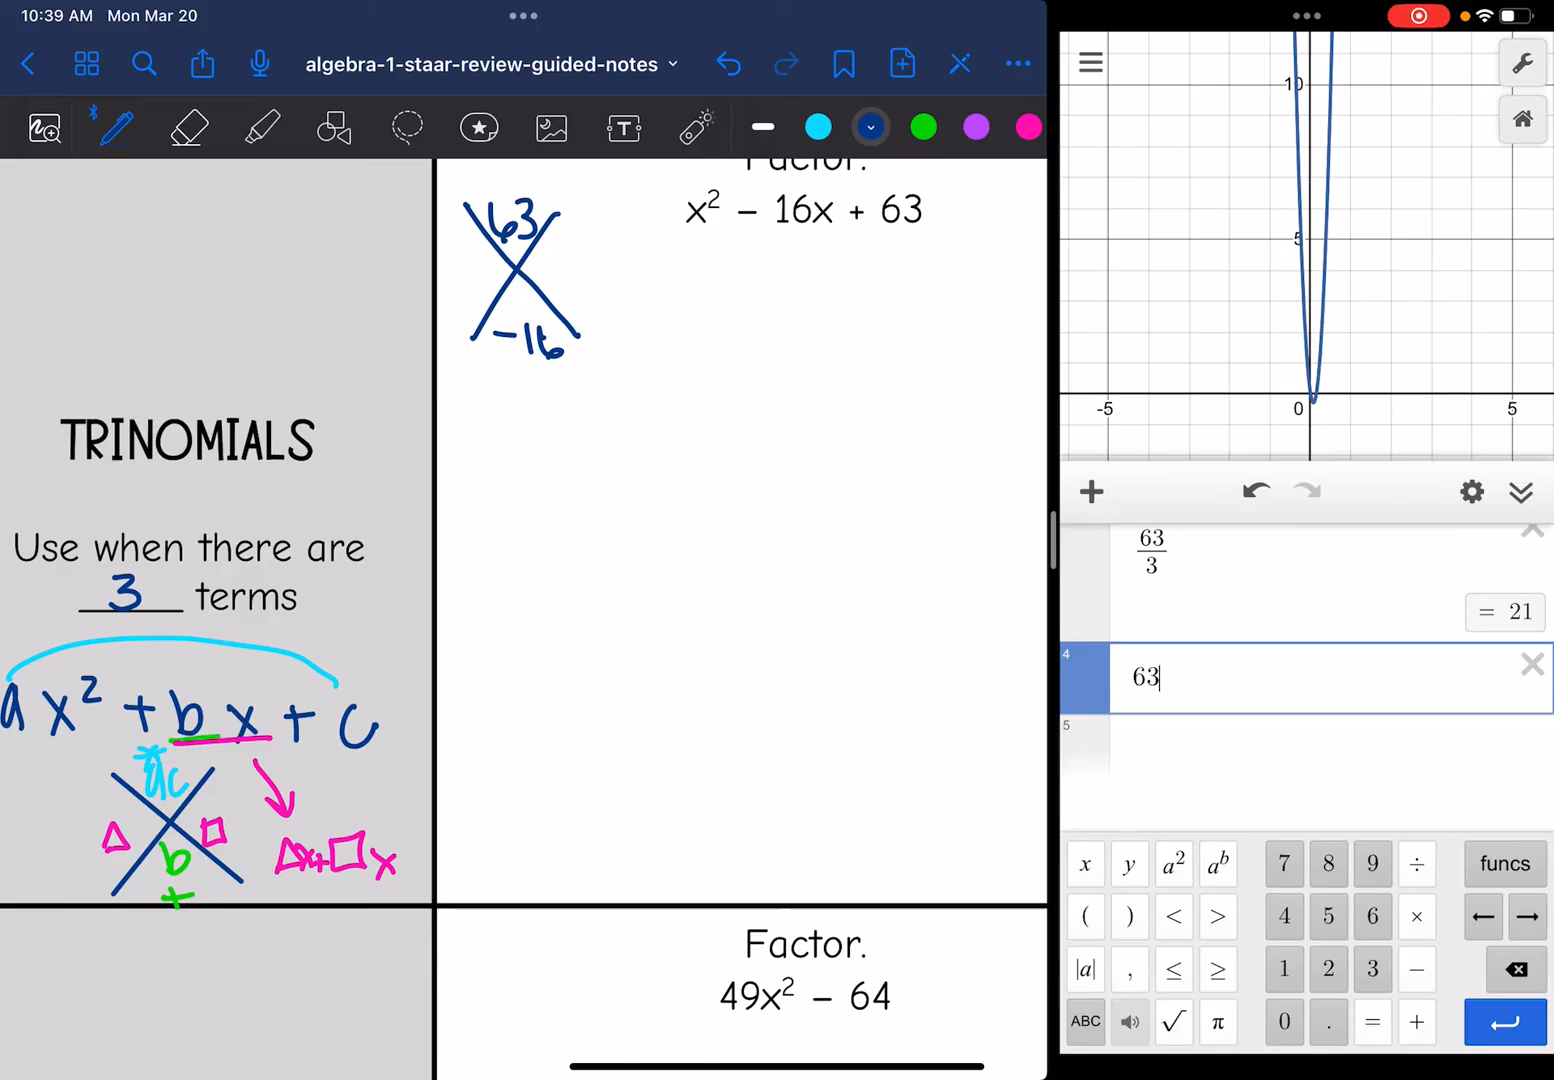 10:39 AM Mon Mar 20
algebra-1-staar-review-guided-notes
T
Factor.
x² − 16x + 63
63
-16
TRINOMIALS
Use when there are
3 terms
ax² + bx + c
ac
△ □
b
+
△x+□x
Factor.
49x² − 64
10
5
-5 0 5
63/3
= 21
4
63
5
x y a² aᵇ 7 8 9 ÷ funcs
( ) < > 4 5 6 × ← →
|a| , ≤ ≥ 1 2 3 −
ABC √ π 0 . = +